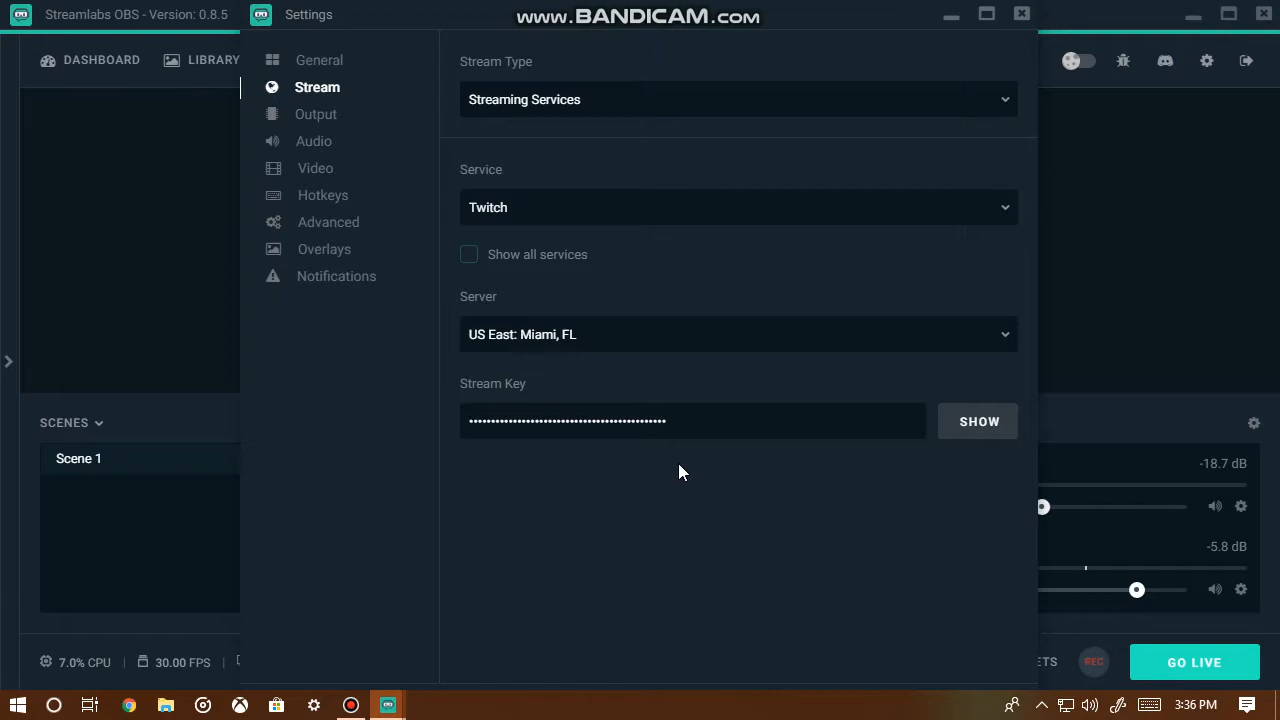 Streamlabs OBS - Version: 0.8.5
Settings
www.BANDICAM.com
DASHBOARD
LIBRARY
General
Stream
Output
Audio
Video
Hotkeys
Advanced
Overlays
Notifications
Stream Type
Streaming Services
Service
Twitch
Show all services
Server
US East: Miami, FL
Stream Key
••••••••••••••••••••••••••••••••••••••••••••
SHOW
SCENES
Scene 1
-18.7 dB
-5.8 dB
7.0% CPU
30.00 FPS
ETS
REC
GO LIVE
3:36 PM